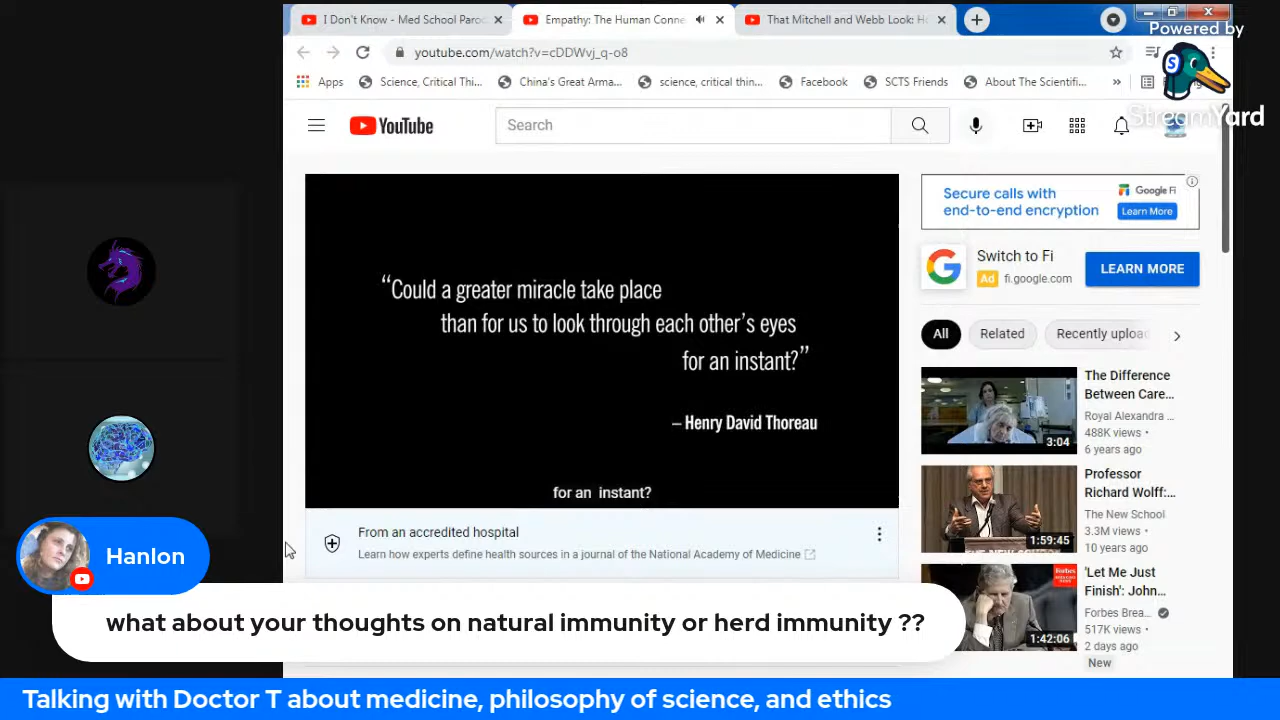 I Don't Know - Med School Parod
Empathy: The Human Conne
That Mitchell and Webb Look: Ho
Powered by
StreamYard
youtube.com/watch?v=cDDWvj_q-o8
Apps
Science, Critical Thi...
China's Great Arma...
science, critical thin...
Facebook
SCTS Friends
About The Scientifi...
»
YouTube
Search
“Could a greater miracle take place
than for us to look through each other’s eyes
for an instant?”
– Henry David Thoreau
for an instant?
From an accredited hospital
Learn how experts define health sources in a journal of the National Academy of Medicine
Secure calls with
end-to-end encryption
Google Fi
Learn More
Switch to Fi
Ad fi.google.com
LEARN MORE
All
Related
Recently uploa
The Difference
Between Care...
Royal Alexandra ...
488K views •
6 years ago
3:04
Professor
Richard Wolff:...
The New School
3.3M views •
10 years ago
1:59:45
'Let Me Just
Finish': John...
Forbes Brea...
517K views •
2 days ago
New
Forbes
1:42:06
Hanlon
what about your thoughts on natural immunity or herd immunity ??
Talking with Doctor T about medicine, philosophy of science, and ethics